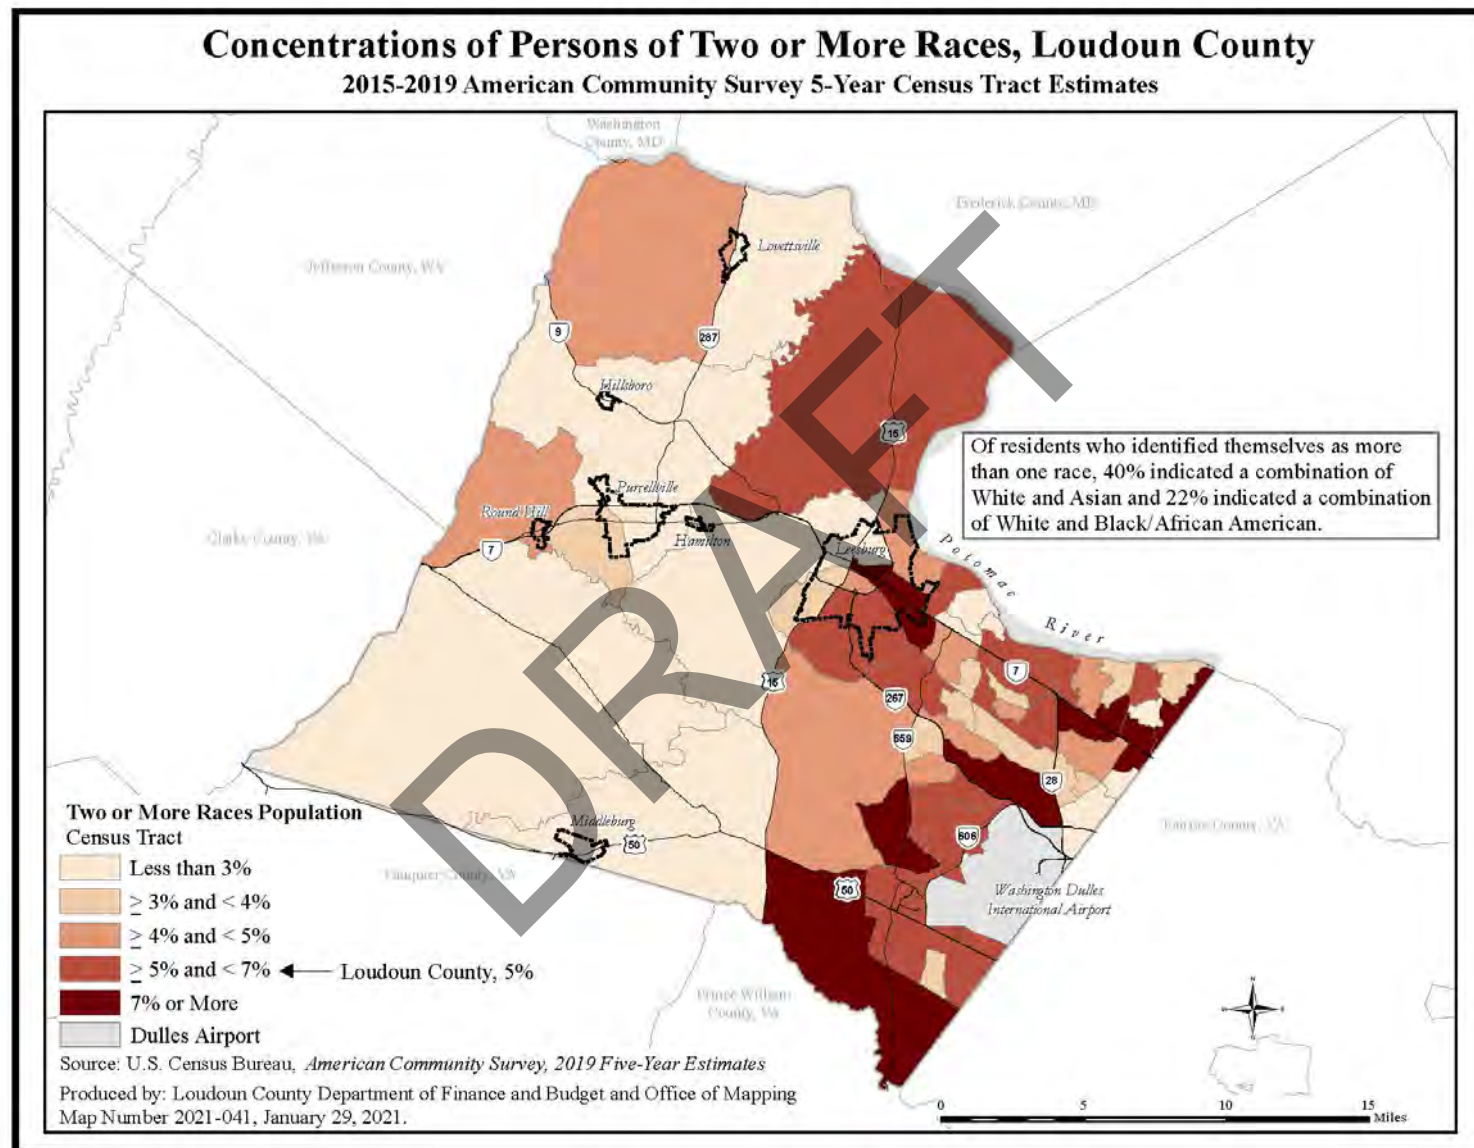 Concentrations of Persons of Two or More Races, Loudoun County
2015-2019 American Community Survey 5-Year Census Tract Estimates
Washington
County, MD
Frederick County, MD
Jefferson County, WV
Lovettsville
9
287
Hillsboro
15
Of residents who identified themselves as more
than one race, 40% indicated a combination of
White and Asian and 22% indicated a combination
of White and Black/African American.
Purcellville
Round Hill
Hamilton
Leesburg
7
Clarke County, VA
Potomac
River
15
7
267
659
28
606
Fairfax County, VA
Middleburg
50
Fauquier County, VA
50
Washington Dulles
International Airport
Prince William
County, VA
DRAFT
Two or More Races Population
Census Tract
Less than 3%
≥ 3% and < 4%
≥ 4% and < 5%
≥ 5% and < 7%
Loudoun County, 5%
7% or More
Dulles Airport
Source: U.S. Census Bureau, American Community Survey, 2019 Five-Year Estimates
Produced by: Loudoun County Department of Finance and Budget and Office of Mapping
Map Number 2021-041, January 29, 2021.
0 5 10 15
Miles